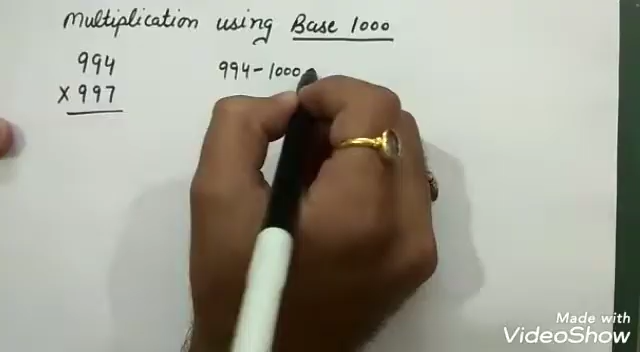 Multiplication using Base 1000
994
× 997
994 - 1000
Made with
VideoShow